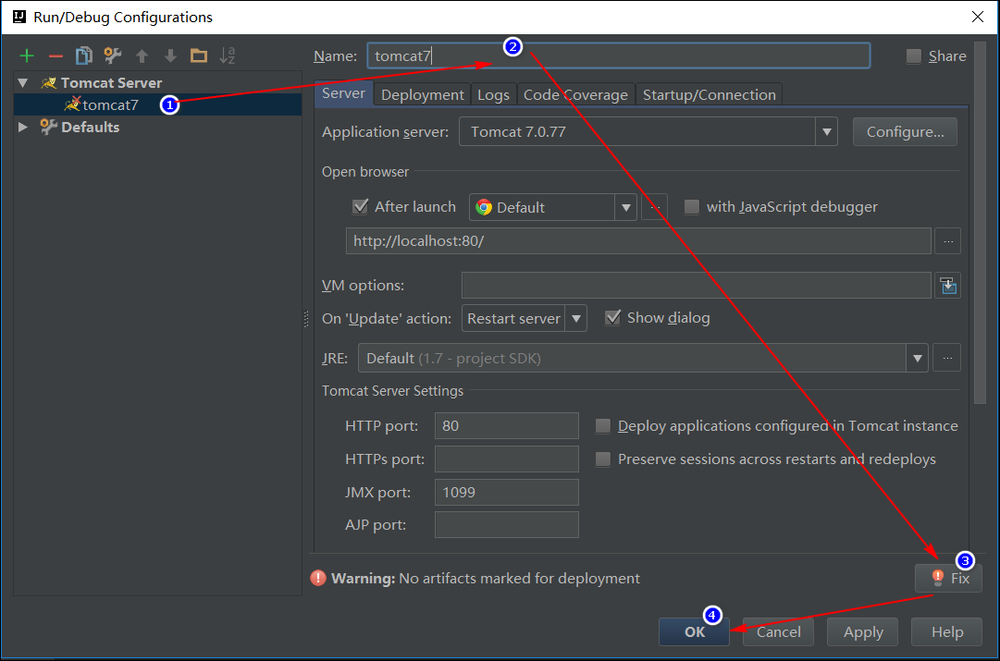 IJ Run/Debug Configurations
Name: tomcat7 2 Share
Tomcat Server
tomcat7 1
Defaults
Server Deployment Logs Code Coverage Startup/Connection
Application server: Tomcat 7.0.77 Configure...
Open browser
After launch Default ... with JavaScript debugger
http://localhost:80/ ...
VM options:
On 'Update' action: Restart server Show dialog
JRE: Default (1.7 - project SDK) ...
Tomcat Server Settings
HTTP port: 80 Deploy applications configured in Tomcat instance
HTTPs port: Preserve sessions across restarts and redeploys
JMX port: 1099
AJP port:
3
Warning: No artifacts marked for deployment Fix
4
OK Cancel Apply Help